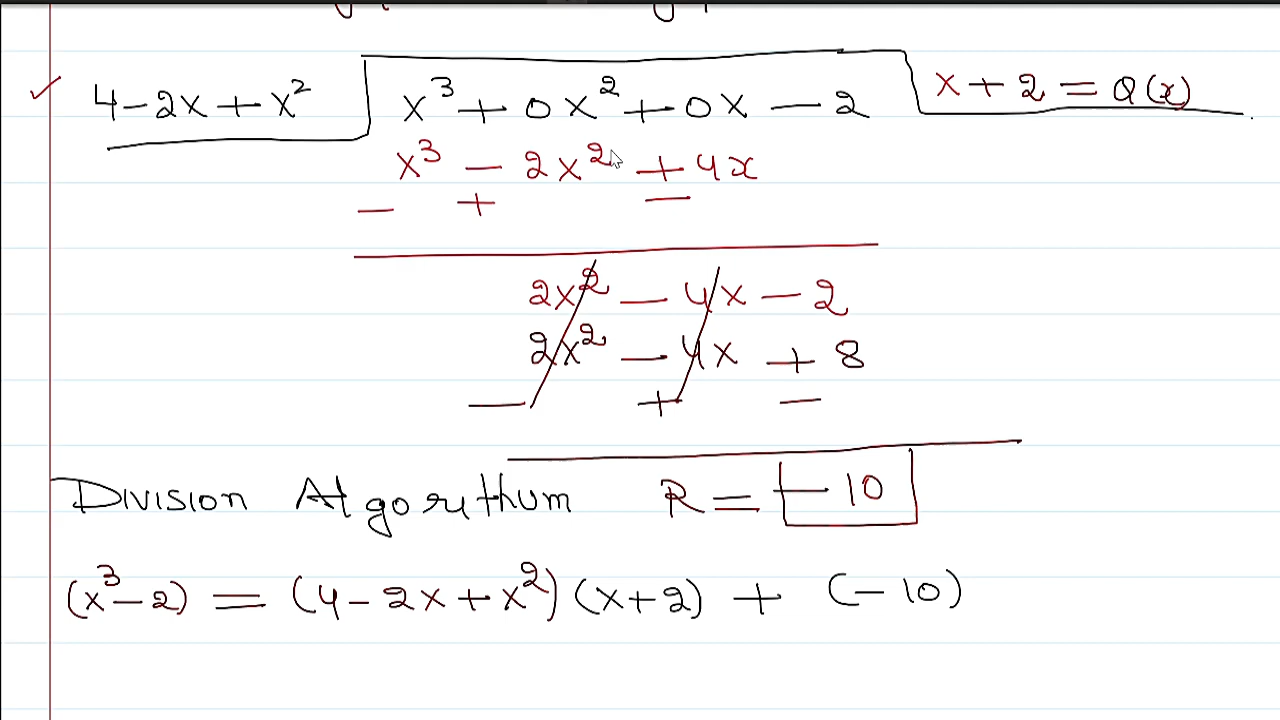 4 - 2x + x² x³ + 0x² + 0x - 2 x + 2 = Q(x)
x³ - 2x² + 4x
- + -
2x² - 4x - 2
2x² - 4x + 8
- + -
Division Algorithum R = -10
(x³-2) = (4 - 2x + x²) (x+2) + (-10)